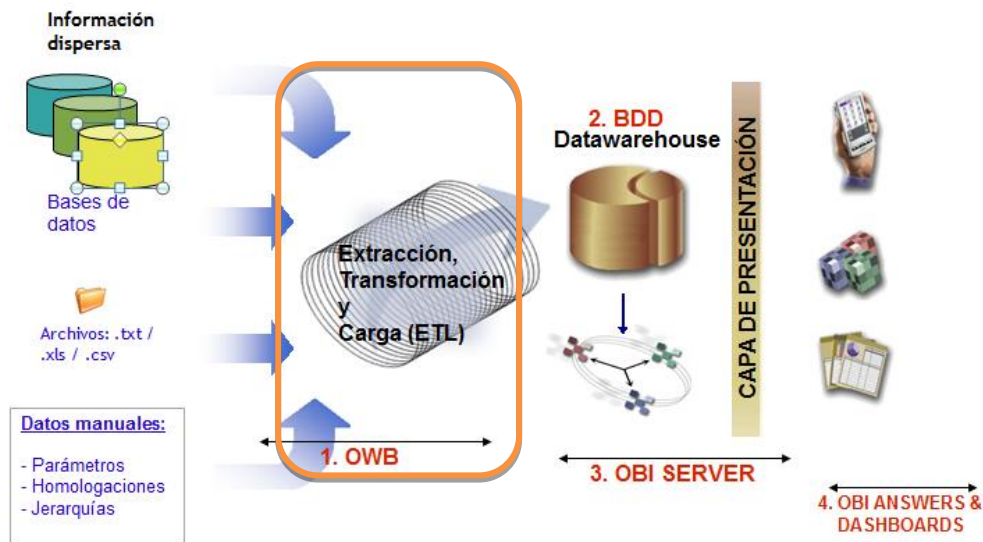 Información
dispersa
Bases de
datos
Archivos: .txt /
.xls / .csv
Datos manuales:
- Parámetros
- Homologaciones
- Jerarquías
Extracción,
Transformación
y
Carga (ETL)
1. OWB
2. BDD
Datawarehouse
3. OBI SERVER
CAPA DE PRESENTACIÓN
4. OBI ANSWERS &
DASHBOARDS